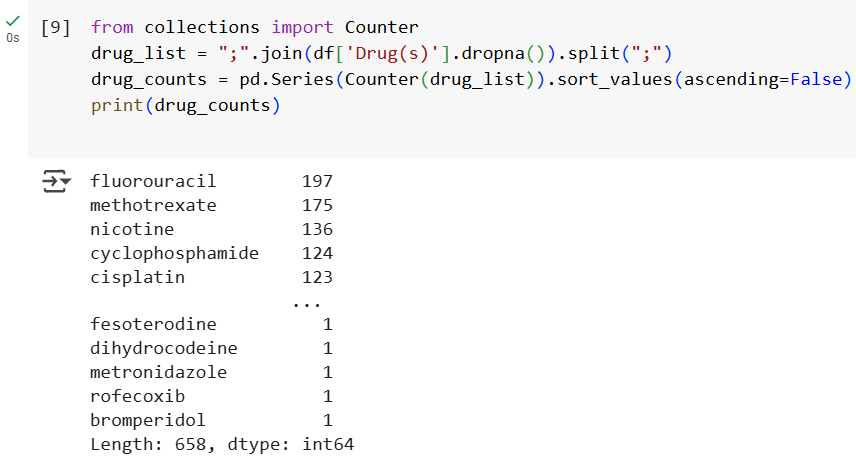 [9] from collections import Counter
drug_list = ";".join(df['Drug(s)'].dropna()).split(";")
drug_counts = pd.Series(Counter(drug_list)).sort_values(ascending=False)
print(drug_counts)
0s
fluorouracil 197
methotrexate 175
nicotine 136
cyclophosphamide 124
cisplatin 123
...
fesoterodine 1
dihydrocodeine 1
metronidazole 1
rofecoxib 1
bromperidol 1
Length: 658, dtype: int64